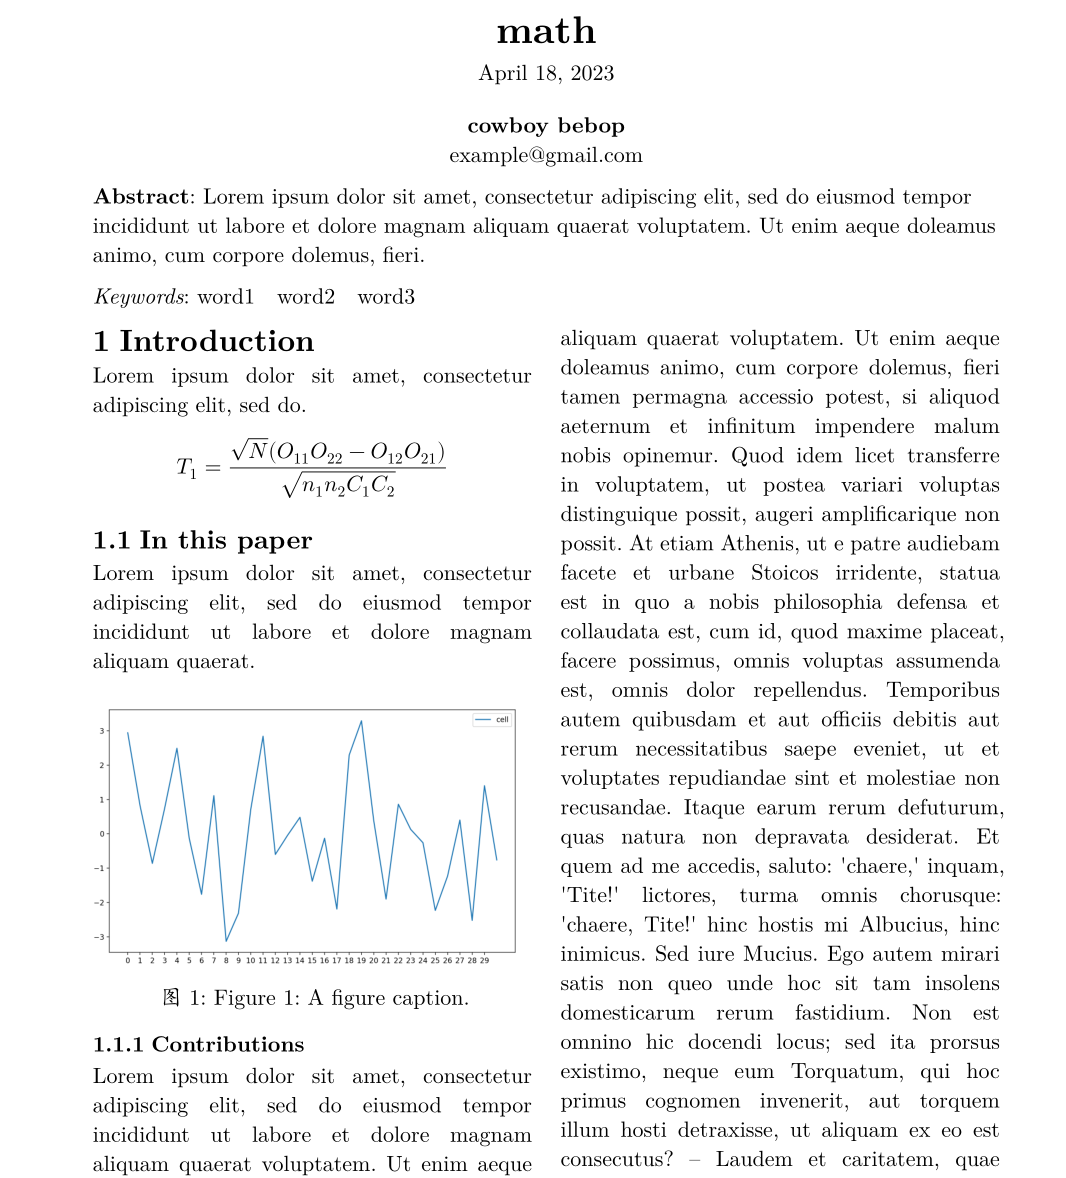 math
April 18, 2023
cowboy bebop
example@gmail.com
Abstract: Lorem ipsum dolor sit amet, consectetur adipiscing elit, sed do eiusmod tempor
incididunt ut labore et dolore magnam aliquam quaerat voluptatem. Ut enim aeque doleamus
animo, cum corpore dolemus, fieri.
Keywords: word1 word2 word3
1 Introduction
Lorem ipsum dolor sit amet, consectetur
adipiscing elit, sed do.
T₁ = √N(O₁₁O₂₂ − O₁₂O₂₁) / √n₁n₂C₁C₂
1.1 In this paper
Lorem ipsum dolor sit amet, consectetur
adipiscing elit, sed do eiusmod tempor
incididunt ut labore et dolore magnam
aliquam quaerat.
cell
3
2
1
0
−1
−2
−3
0 1 2 3 4 5 6 7 8 9 10 11 12 13 14 15 16 17 18 19 20 21 22 23 24 25 26 27 28 29
图 1: Figure 1: A figure caption.
1.1.1 Contributions
Lorem ipsum dolor sit amet, consectetur
adipiscing elit, sed do eiusmod tempor
incididunt ut labore et dolore magnam
aliquam quaerat voluptatem. Ut enim aeque
aliquam quaerat voluptatem. Ut enim aeque
doleamus animo, cum corpore dolemus, fieri
tamen permagna accessio potest, si aliquod
aeternum et infinitum impendere malum
nobis opinemur. Quod idem licet transferre
in voluptatem, ut postea variari voluptas
distinguique possit, augeri amplificarique non
possit. At etiam Athenis, ut e patre audiebam
facete et urbane Stoicos irridente, statua
est in quo a nobis philosophia defensa et
collaudata est, cum id, quod maxime placeat,
facere possimus, omnis voluptas assumenda
est, omnis dolor repellendus. Temporibus
autem quibusdam et aut officiis debitis aut
rerum necessitatibus saepe eveniet, ut et
voluptates repudiandae sint et molestiae non
recusandae. Itaque earum rerum defuturum,
quas natura non depravata desiderat. Et
quem ad me accedis, saluto: 'chaere,' inquam,
'Tite!' lictores, turma omnis chorusque:
'chaere, Tite!' hinc hostis mi Albucius, hinc
inimicus. Sed iure Mucius. Ego autem mirari
satis non queo unde hoc sit tam insolens
domesticarum rerum fastidium. Non est
omnino hic docendi locus; sed ita prorsus
existimo, neque eum Torquatum, qui hoc
primus cognomen invenerit, aut torquem
illum hosti detraxisse, ut aliquam ex eo est
consecutus? – Laudem et caritatem, quae